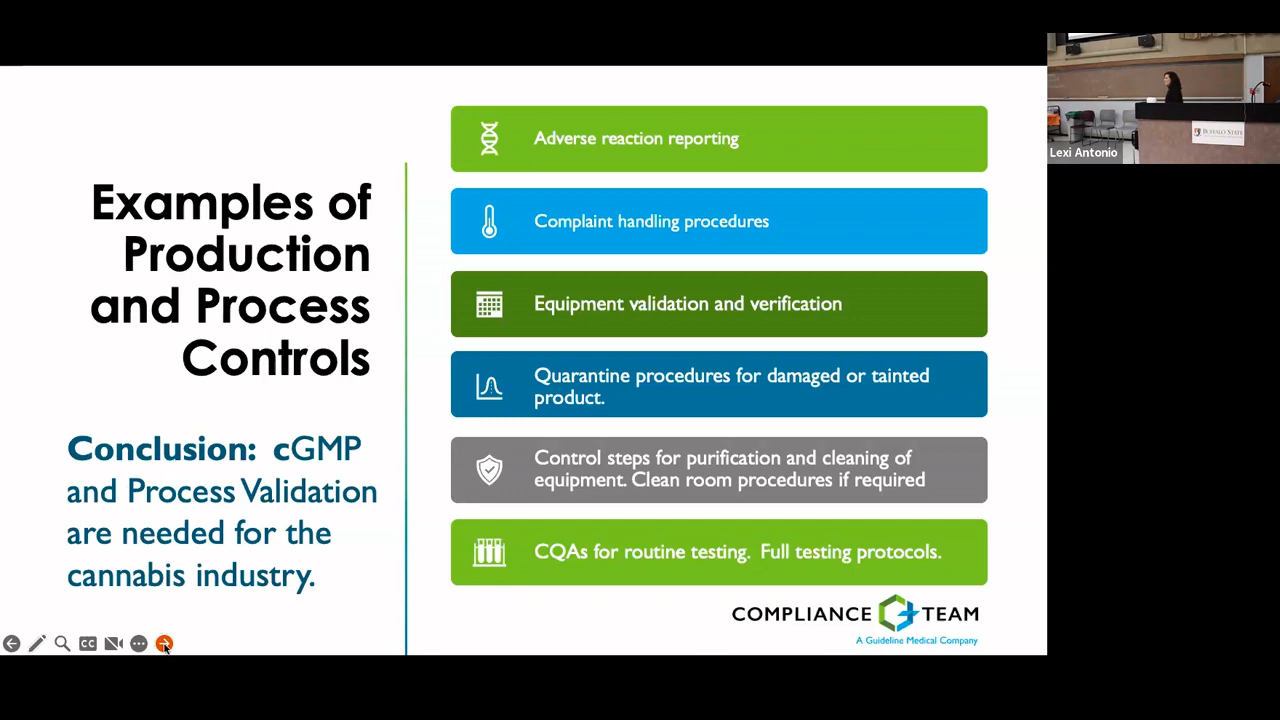 Examples of
Production
and Process
Controls
Conclusion: cGMP
and Process Validation
are needed for the
cannabis industry.
Adverse reaction reporting
Complaint handling procedures
Equipment validation and verification
Quarantine procedures for damaged or tainted
product.
Control steps for purification and cleaning of
equipment. Clean room procedures if required
CQAs for routine testing. Full testing protocols.
COMPLIANCE TEAM
A Guideline Medical Company
CC
BUFFALO STATE
Lexi Antonio